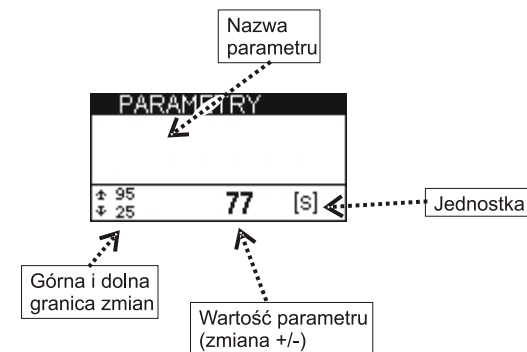 Nazwa
parametru
PARAMETRY
↑ 95
↓ 25
77
[S]
Jednostka
Górna i dolna
granica zmian
Wartość parametru
(zmiana +/-)